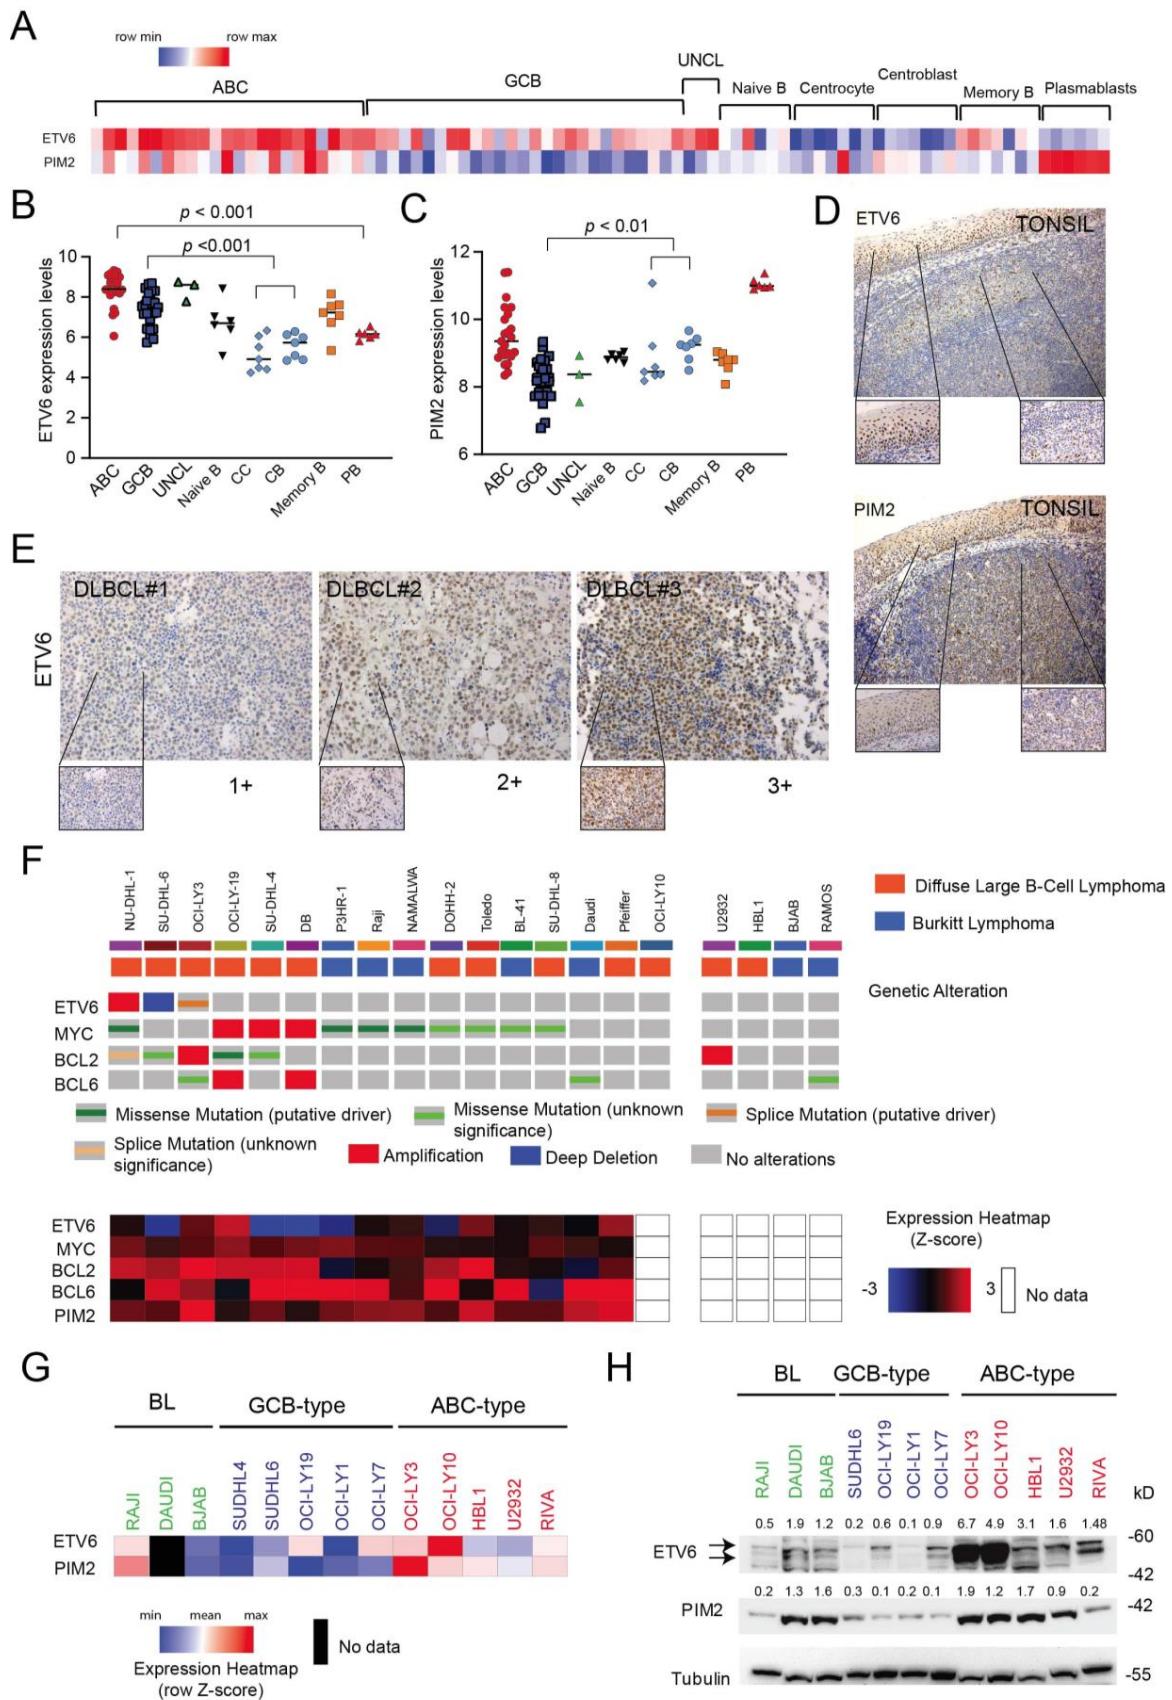 A
row min
row max
ABC
GCB
UNCL
Naive B
Centrocyte
Centroblast
Memory B
Plasmablasts
ETV6
PIM2
B
p < 0.001
p <0.001
ETV6 expression levels
10
8
6
4
2
0
ABC
GCB
UNCL
Naive B
CC
CB
Memory B
PB
C
p < 0.01
PIM2 expression levels
12
10
8
6
ABC
GCB
UNCL
Naive B
CC
CB
Memory B
PB
D
ETV6
TONSIL
PIM2
TONSIL
E
ETV6
DLBCL#1
DLBCL#2
DLBCL#3
1+
2+
3+
F
NU-DHL-1
SU-DHL-6
OCI-LY3
OCI-LY-19
SU-DHL-4
DB
P3HR-1
Raji
NAMALWA
DOHH-2
Toledo
BL-41
SU-DHL-8
Daudi
Pfeiffer
OCI-LY10
U2932
HBL1
BJAB
RAMOS
Diffuse Large B-Cell Lymphoma
Burkitt Lymphoma
Genetic Alteration
ETV6
MYC
BCL2
BCL6
Missense Mutation (putative driver)
Missense Mutation (unknown
significance)
Splice Mutation (putative driver)
Splice Mutation (unknown
significance)
Amplification
Deep Deletion
No alterations
ETV6
MYC
BCL2
BCL6
PIM2
Expression Heatmap
(Z-score)
-3
3
No data
G
BL
GCB-type
ABC-type
RAJI
DAUDI
BJAB
SUDHL4
SUDHL6
OCI-LY19
OCI-LY1
OCI-LY7
OCI-LY3
OCI-LY10
HBL1
U2932
RIVA
ETV6
PIM2
min
mean
max
Expression Heatmap
(row Z-score)
No data
H
BL
GCB-type
ABC-type
RAJI
DAUDI
BJAB
SUDHL6
OCI-LY19
OCI-LY1
OCI-LY7
OCI-LY3
OCI-LY10
HBL1
U2932
RIVA
kD
0.5 1.9 1.2 0.2 0.6 0.1 0.9 6.7 4.9 3.1 1.6 1.48
ETV6
-60
-42
0.2 1.3 1.6 0.3 0.1 0.2 0.1 1.9 1.2 1.7 0.9 0.2
PIM2
-42
Tubulin
-55